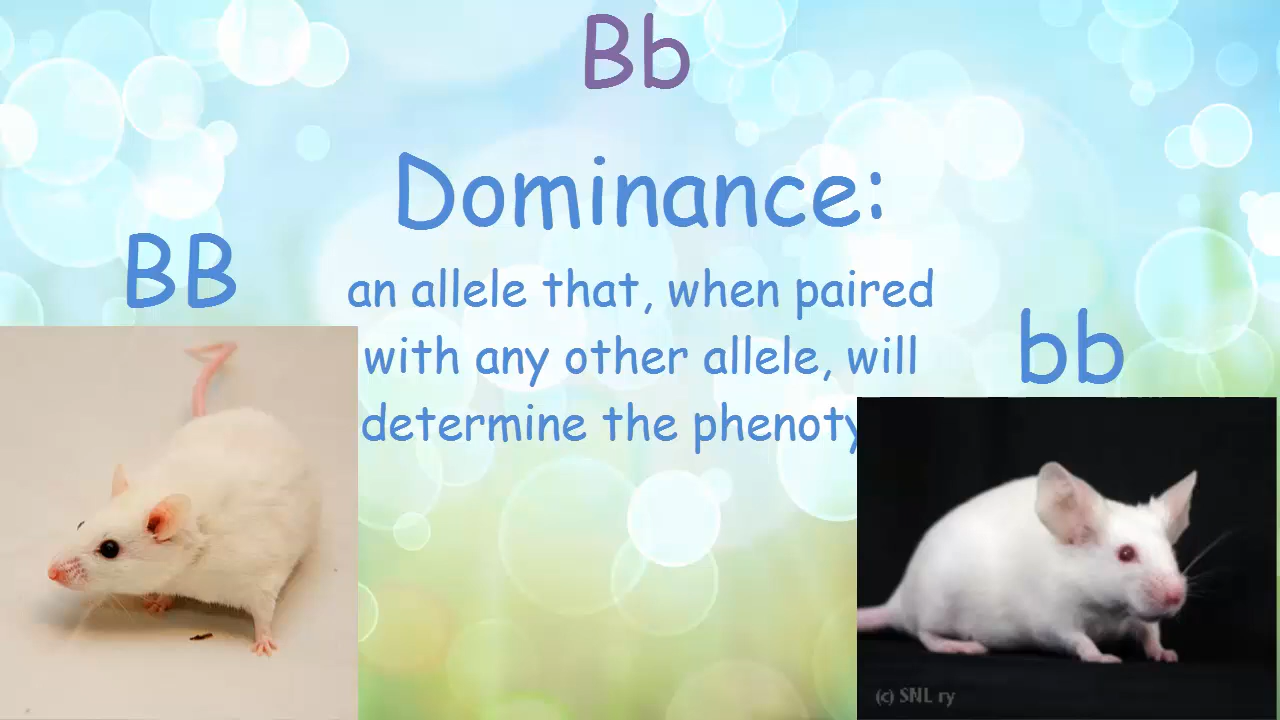 Bb
Dominance:
BB
an allele that, when paired
with any other allele, will
determine the phenoty
bb
(c) SNL ry